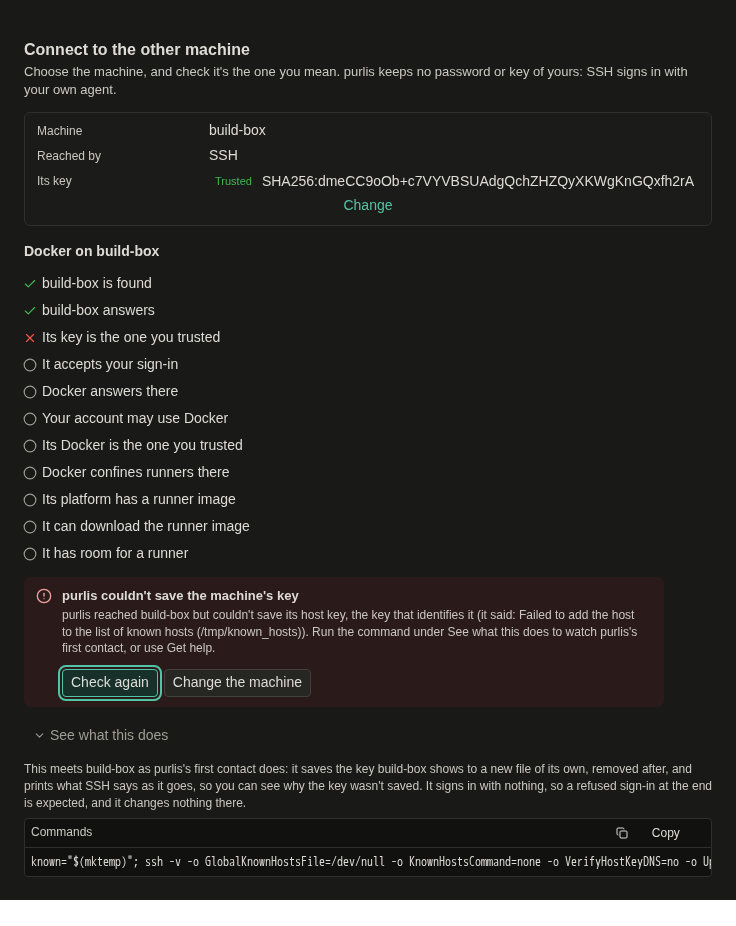 Connect to the other machine
Choose the machine, and check it's the one you mean. purlis keeps no password or key of yours: SSH signs in with
your own agent.
Machine build-box
Reached by SSH
Its key Trusted SHA256:dmeCC9oOb+c7VYVBSUAdgQchZHZQyXKWgKnGQxfh2rA
Change
Docker on build-box
build-box is found
build-box answers
Its key is the one you trusted
It accepts your sign-in
Docker answers there
Your account may use Docker
Its Docker is the one you trusted
Docker confines runners there
Its platform has a runner image
It can download the runner image
It has room for a runner
purlis couldn't save the machine's key
purlis reached build-box but couldn't save its host key, the key that identifies it (it said: Failed to add the host
to the list of known hosts (/tmp/known_hosts)). Run the command under See what this does to watch purlis's
first contact, or use Get help.
Check again Change the machine
See what this does
This meets build-box as purlis's first contact does: it saves the key build-box shows to a new file of its own, removed after, and
prints what SSH says as it goes, so you can see why the key wasn't saved. It signs in with nothing, so a refused sign-in at the end
is expected, and it changes nothing there.
Commands Copy
known="$(mktemp)"; ssh -v -o GlobalKnownHostsFile=/dev/null -o KnownHostsCommand=none -o VerifyHostKeyDNS=no -o Up